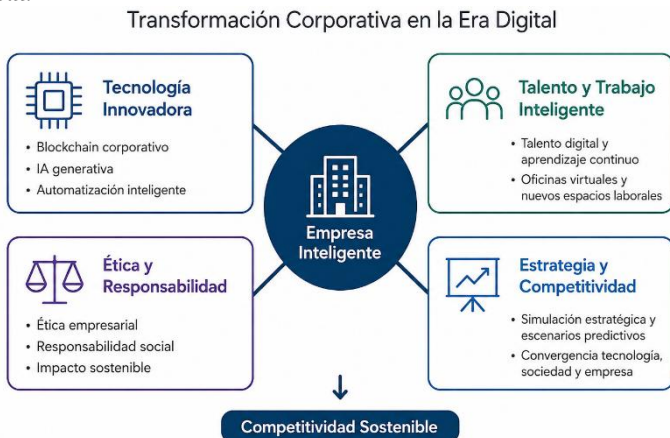 Transformación Corporativa en la Era Digital
Tecnología
Innovadora
• Blockchain corporativo
• IA generativa
• Automatización inteligente
Talento y Trabajo
Inteligente
• Talento digital y
aprendizaje continuo
• Oficinas virtuales y
nuevos espacios laborales
Empresa
Inteligente
Ética y
Responsabilidad
• Ética empresarial
• Responsabilidad social
• Impacto sostenible
Estrategia y
Competitividad
• Simulación estratégica y
escenarios predictivos
• Convergencia tecnología,
sociedad y empresa
Competitividad Sostenible